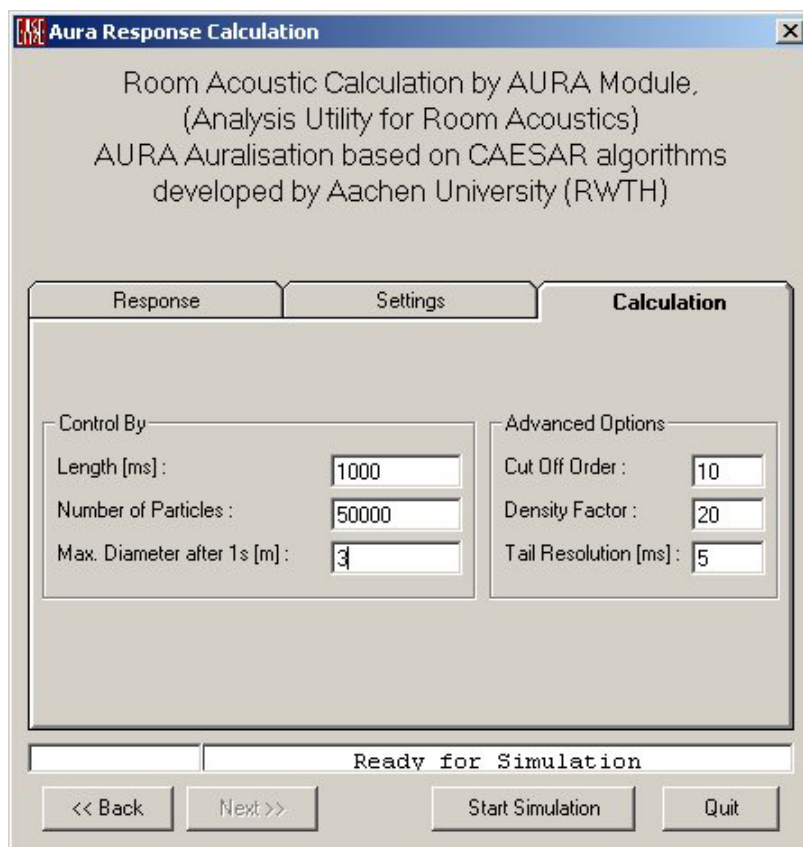 EASE Aura Response Calculation
Room Acoustic Calculation by AURA Module,
(Analysis Utility for Room Acoustics)
AURA Auralisation based on CAESAR algorithms
developed by Aachen University (RWTH)
Response Settings Calculation
Control By
Length [ms] : 1000
Number of Particles : 50000
Max. Diameter after 1s [m] : 3
Advanced Options
Cut Off Order : 10
Density Factor : 20
Tail Resolution [ms] : 5
Ready for Simulation
<< Back Next >> Start Simulation Quit